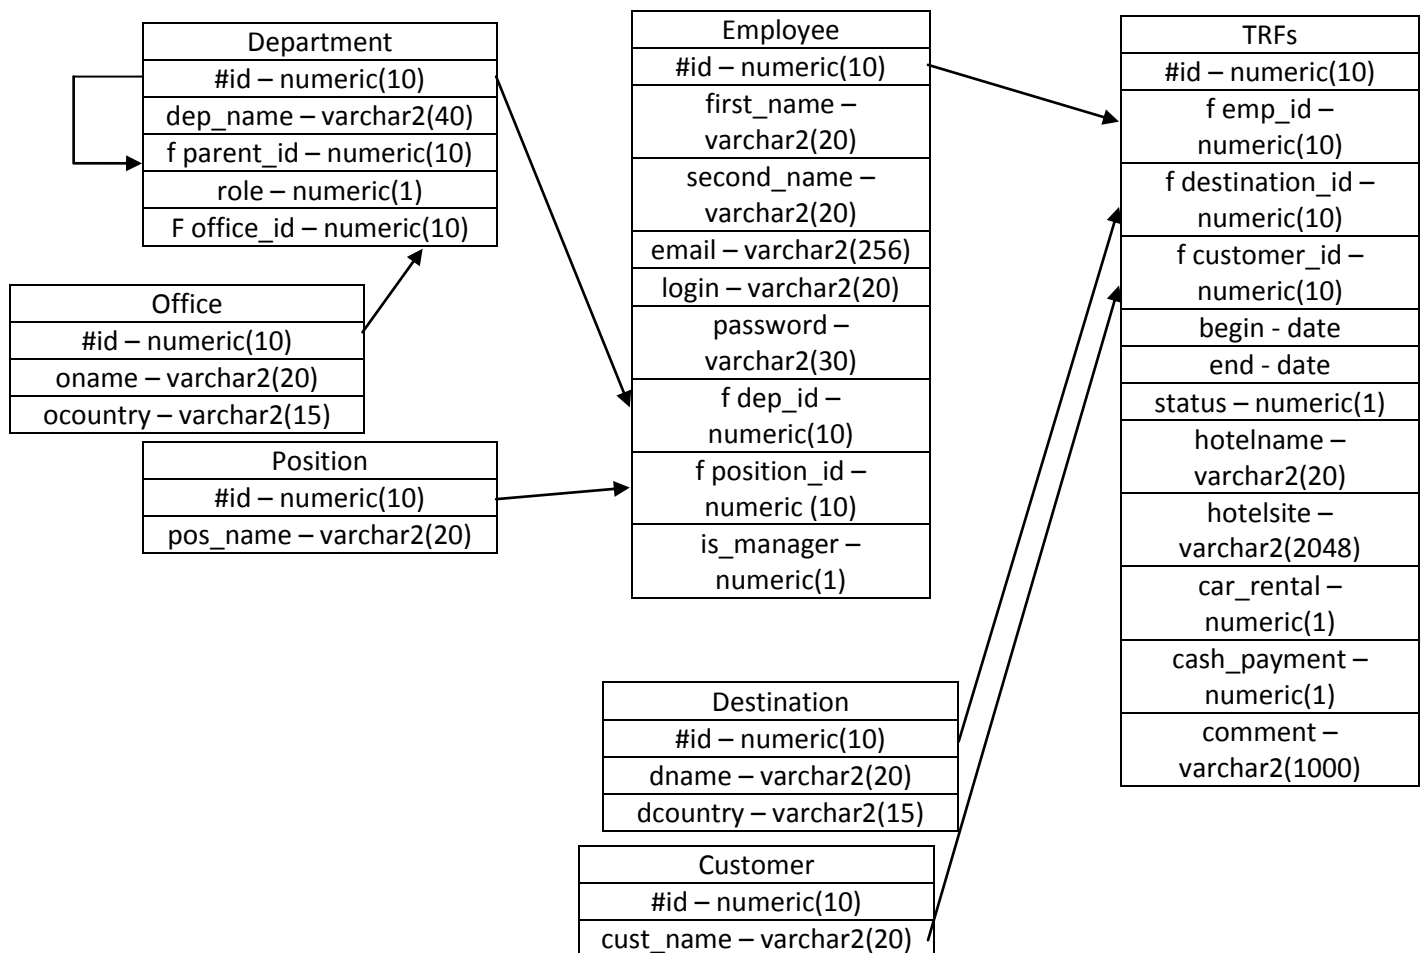 Department
#id – numeric(10)
dep_name – varchar2(40)
f parent_id – numeric(10)
role – numeric(1)
F office_id – numeric(10)
Office
#id – numeric(10)
oname – varchar2(20)
ocountry – varchar2(15)
Position
#id – numeric(10)
pos_name – varchar2(20)
Employee
#id – numeric(10)
first_name –
varchar2(20)
second_name –
varchar2(20)
email – varchar2(256)
login – varchar2(20)
password –
varchar2(30)
f dep_id –
numeric(10)
f position_id –
numeric (10)
is_manager –
numeric(1)
Destination
#id – numeric(10)
dname – varchar2(20)
dcountry – varchar2(15)
Customer
#id – numeric(10)
cust_name – varchar2(20)
TRFs
#id – numeric(10)
f emp_id –
numeric(10)
f destination_id –
numeric(10)
f customer_id –
numeric(10)
begin - date
end - date
status – numeric(1)
hotelname –
varchar2(20)
hotelsite –
varchar2(2048)
car_rental –
numeric(1)
cash_payment –
numeric(1)
comment –
varchar2(1000)